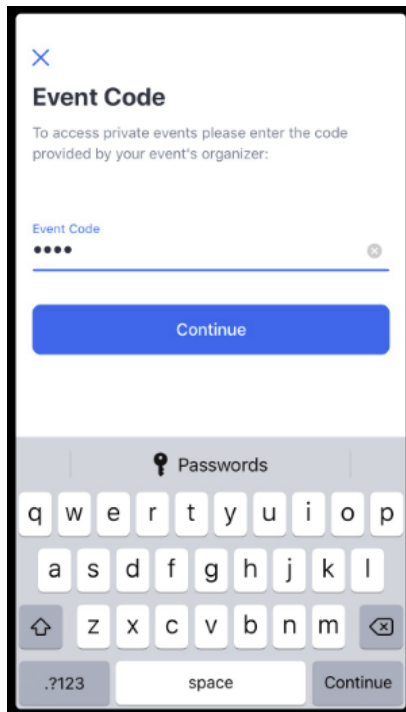 Event Code
To access private events please enter the code
provided by your event's organizer:
Event Code
••••
Continue
Passwords
q w e r t y u i o p
a s d f g h j k l
z x c v b n m
.?123 space Continue